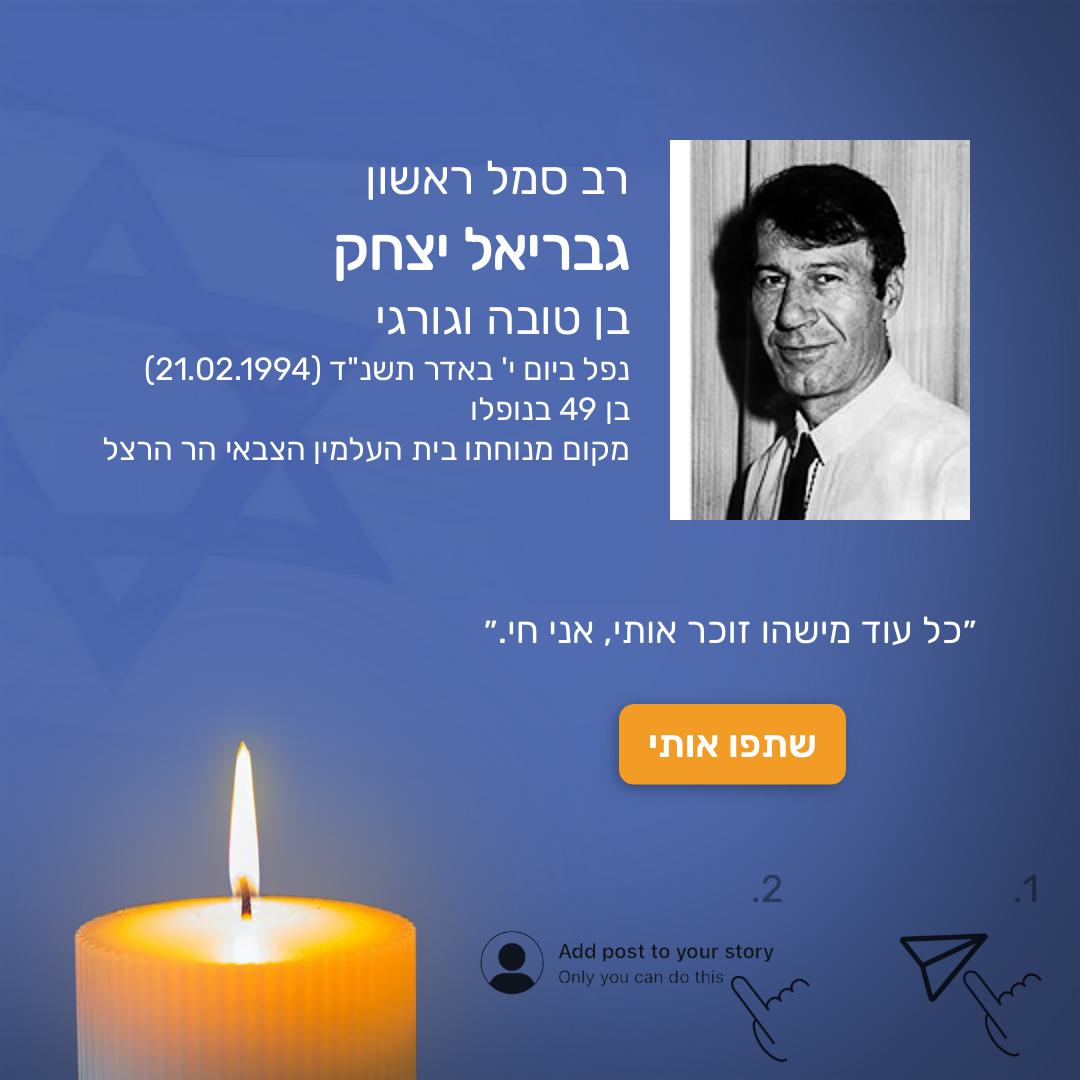 רב סמל ראשון
גבריאל יצחק
בן טובה וגורגי
נפל ביום י' באדר תשנ"ד (21.02.1994)
בן 49 בנופלו
מקום מנוחתו בית העלמין הצבאי הר הרצל
״כל עוד מישהו זוכר אותי, אני חי.״
שתפו אותי
.1
.2
Add post to your story
Only you can do this